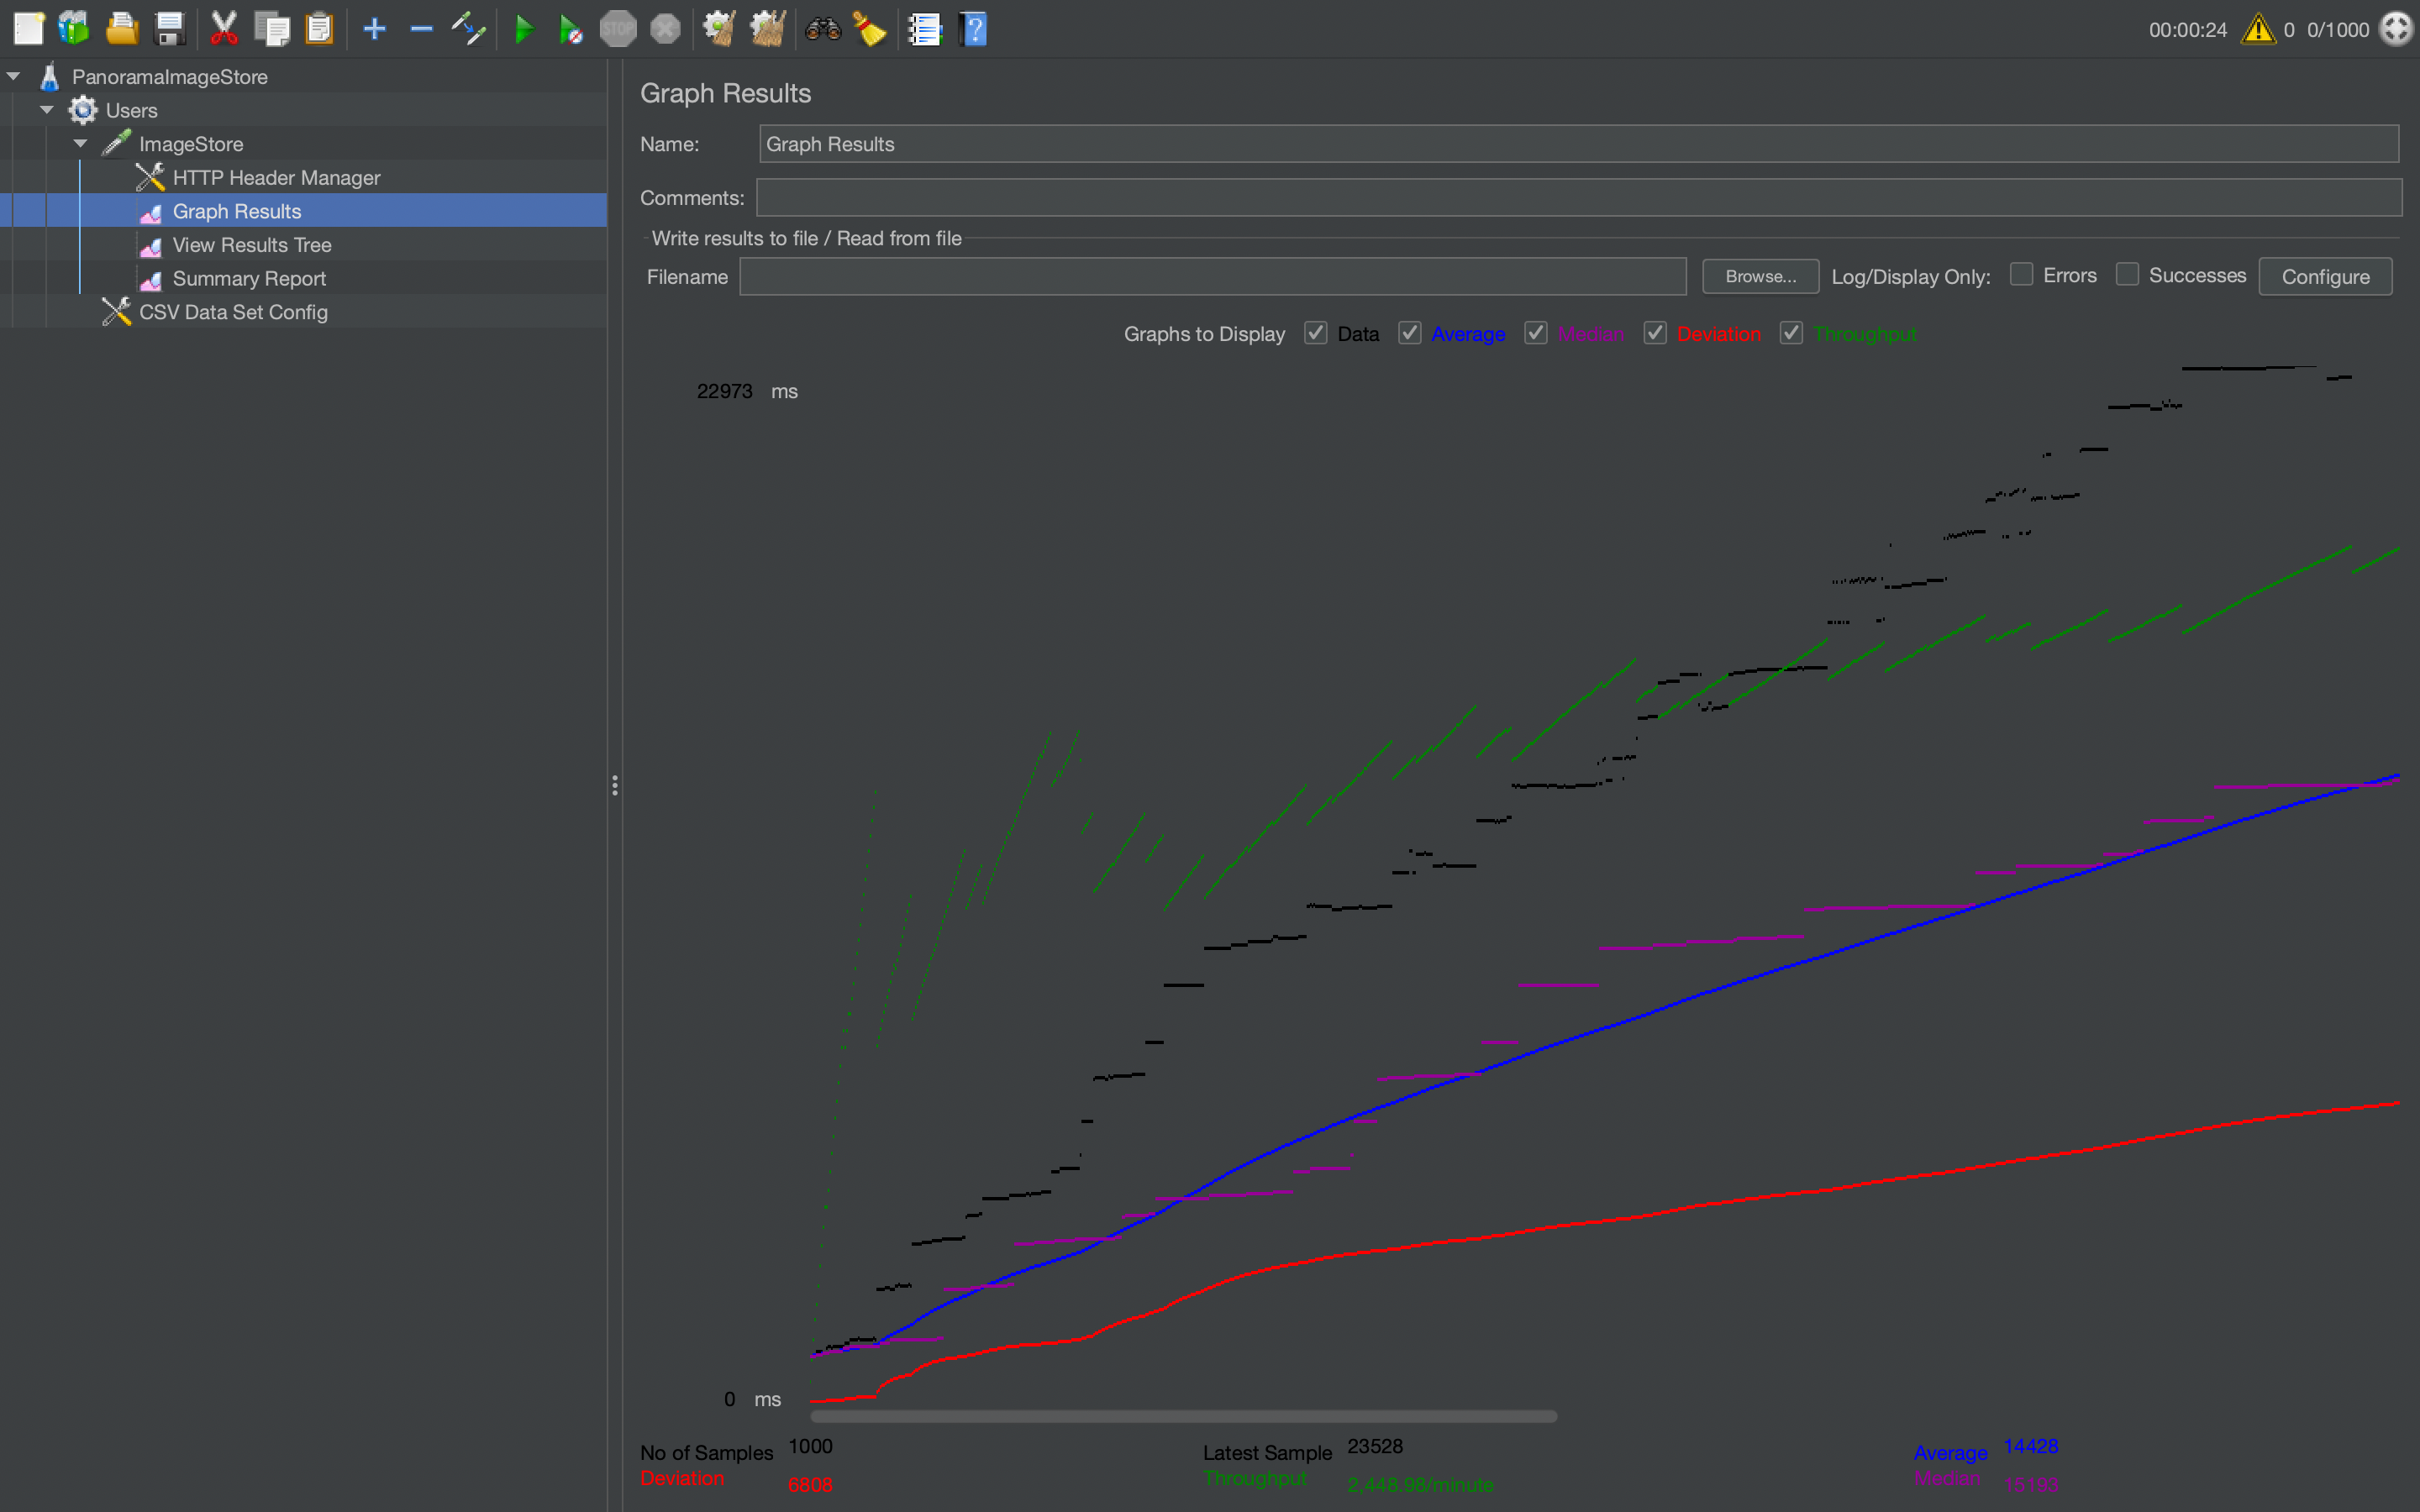 STOP
00:00:24 0 0/1000
PanoramaImageStore
Users
ImageStore
HTTP Header Manager
Graph Results
View Results Tree
Summary Report
CSV Data Set Config
Graph Results
Name: Graph Results
Comments:
Write results to file / Read from file
Filename Browse... Log/Display Only: Errors Successes Configure
Graphs to Display Data Average Median Deviation Throughput
22973 ms
0 ms
No of Samples 1000 Latest Sample 23528 Average 14428
Deviation 6808 Throughput 2,448.98/minute Median 15193